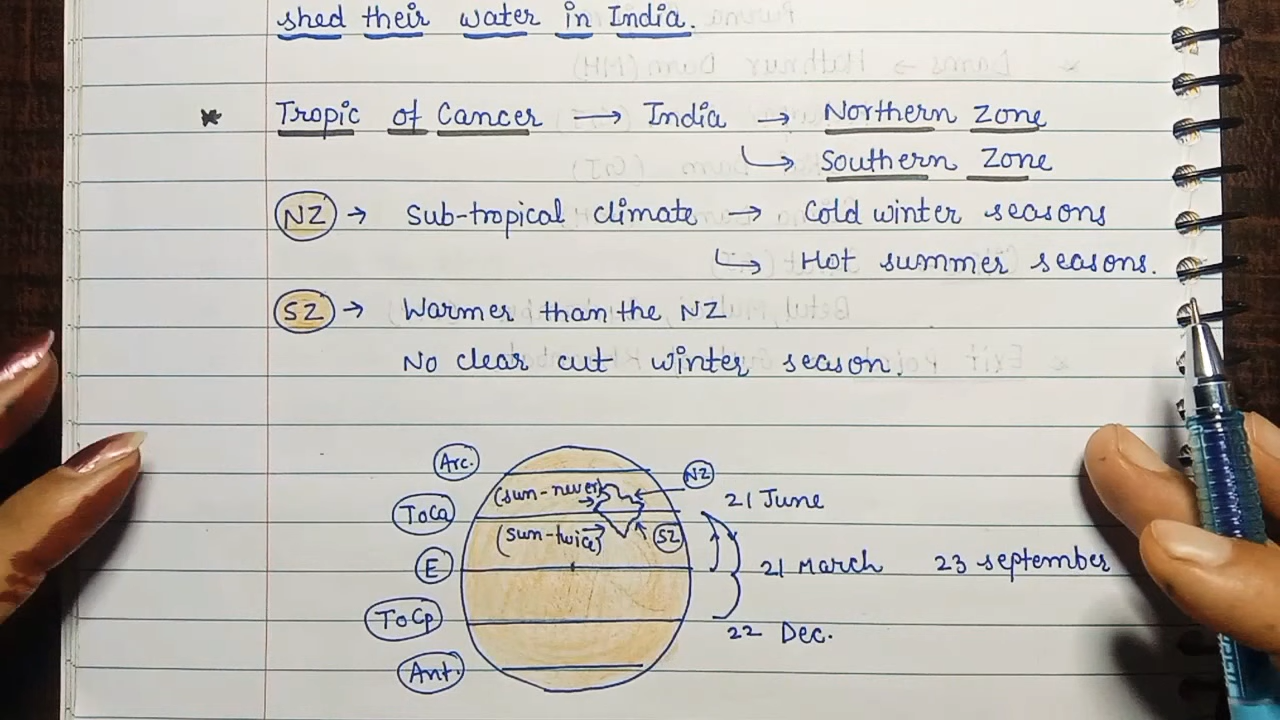 shed their water in India.
* Tropic of Cancer → India → Northern Zone
↳ Southern Zone
NZ → Sub-tropical climate → Cold winter seasons
↳ Hot summer seasons.
SZ → Warmer than the NZ
No clear cut winter season.
Arc.
(sun-never) NZ
ToCa 21 June
(sun-twice) SZ
E 21 March 23 september
ToCp
22 Dec.
Ant.